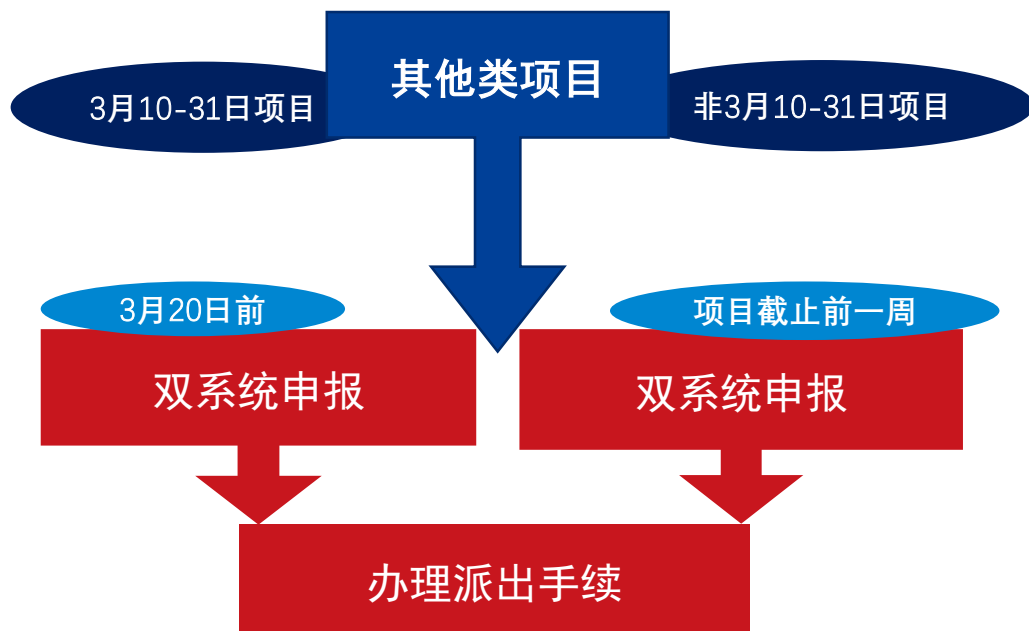 其他类项目
3月10-31日项目
非3月10-31日项目
3月20日前
项目截止前一周
双系统申报
双系统申报
办理派出手续